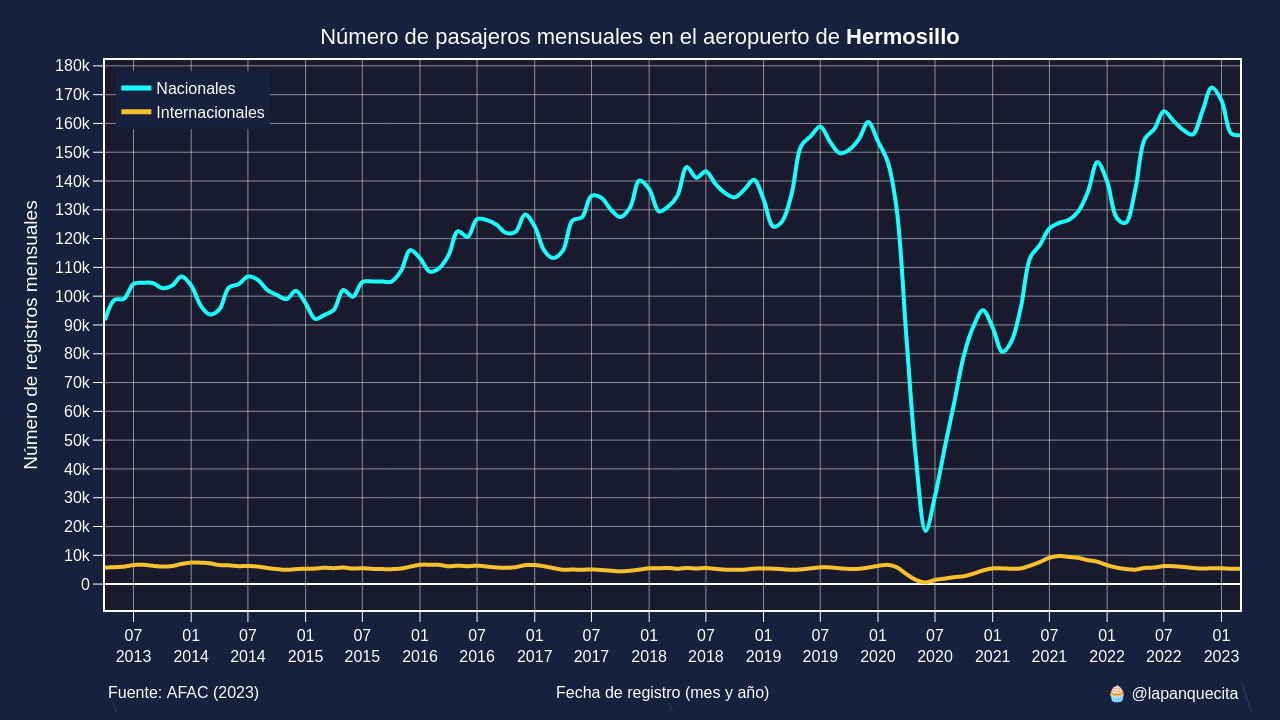 Número de pasajeros mensuales en el aeropuerto de Hermosillo
Nacionales
Internacionales
Número de registros mensuales
180k
170k
160k
150k
140k
130k
120k
110k
100k
90k
80k
70k
60k
50k
40k
30k
20k
10k
0
07 01 07 01 07 01 07 01 07 01 07 01 07 01 07 01 07 01 07 01
2013 2014 2014 2015 2015 2016 2016 2017 2017 2018 2018 2019 2019 2020 2020 2021 2021 2022 2022 2023
Fuente: AFAC (2023)
Fecha de registro (mes y año)
🧁 @lapanquecita